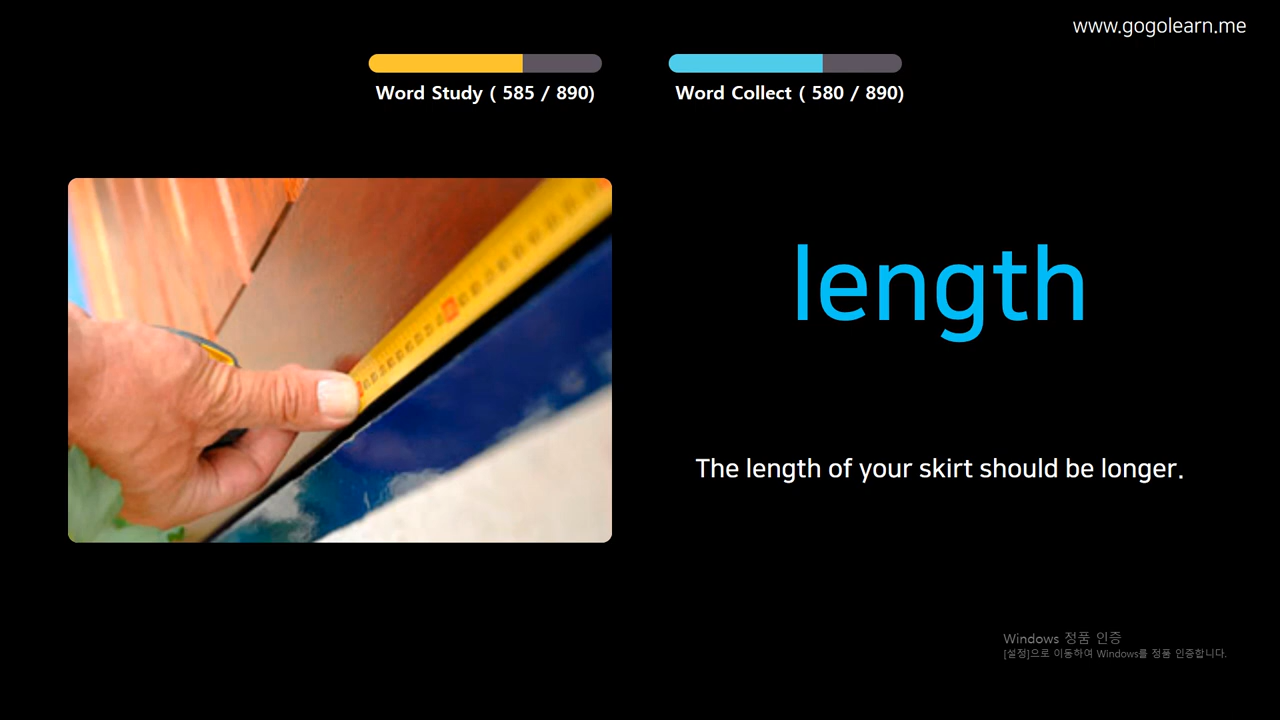 www.gogolearn.me
Word Study ( 585 / 890)
Word Collect ( 580 / 890)
length
The length of your skirt should be longer.
Windows 정품 인증
[설정]으로 이동하여 Windows를 정품 인증합니다.